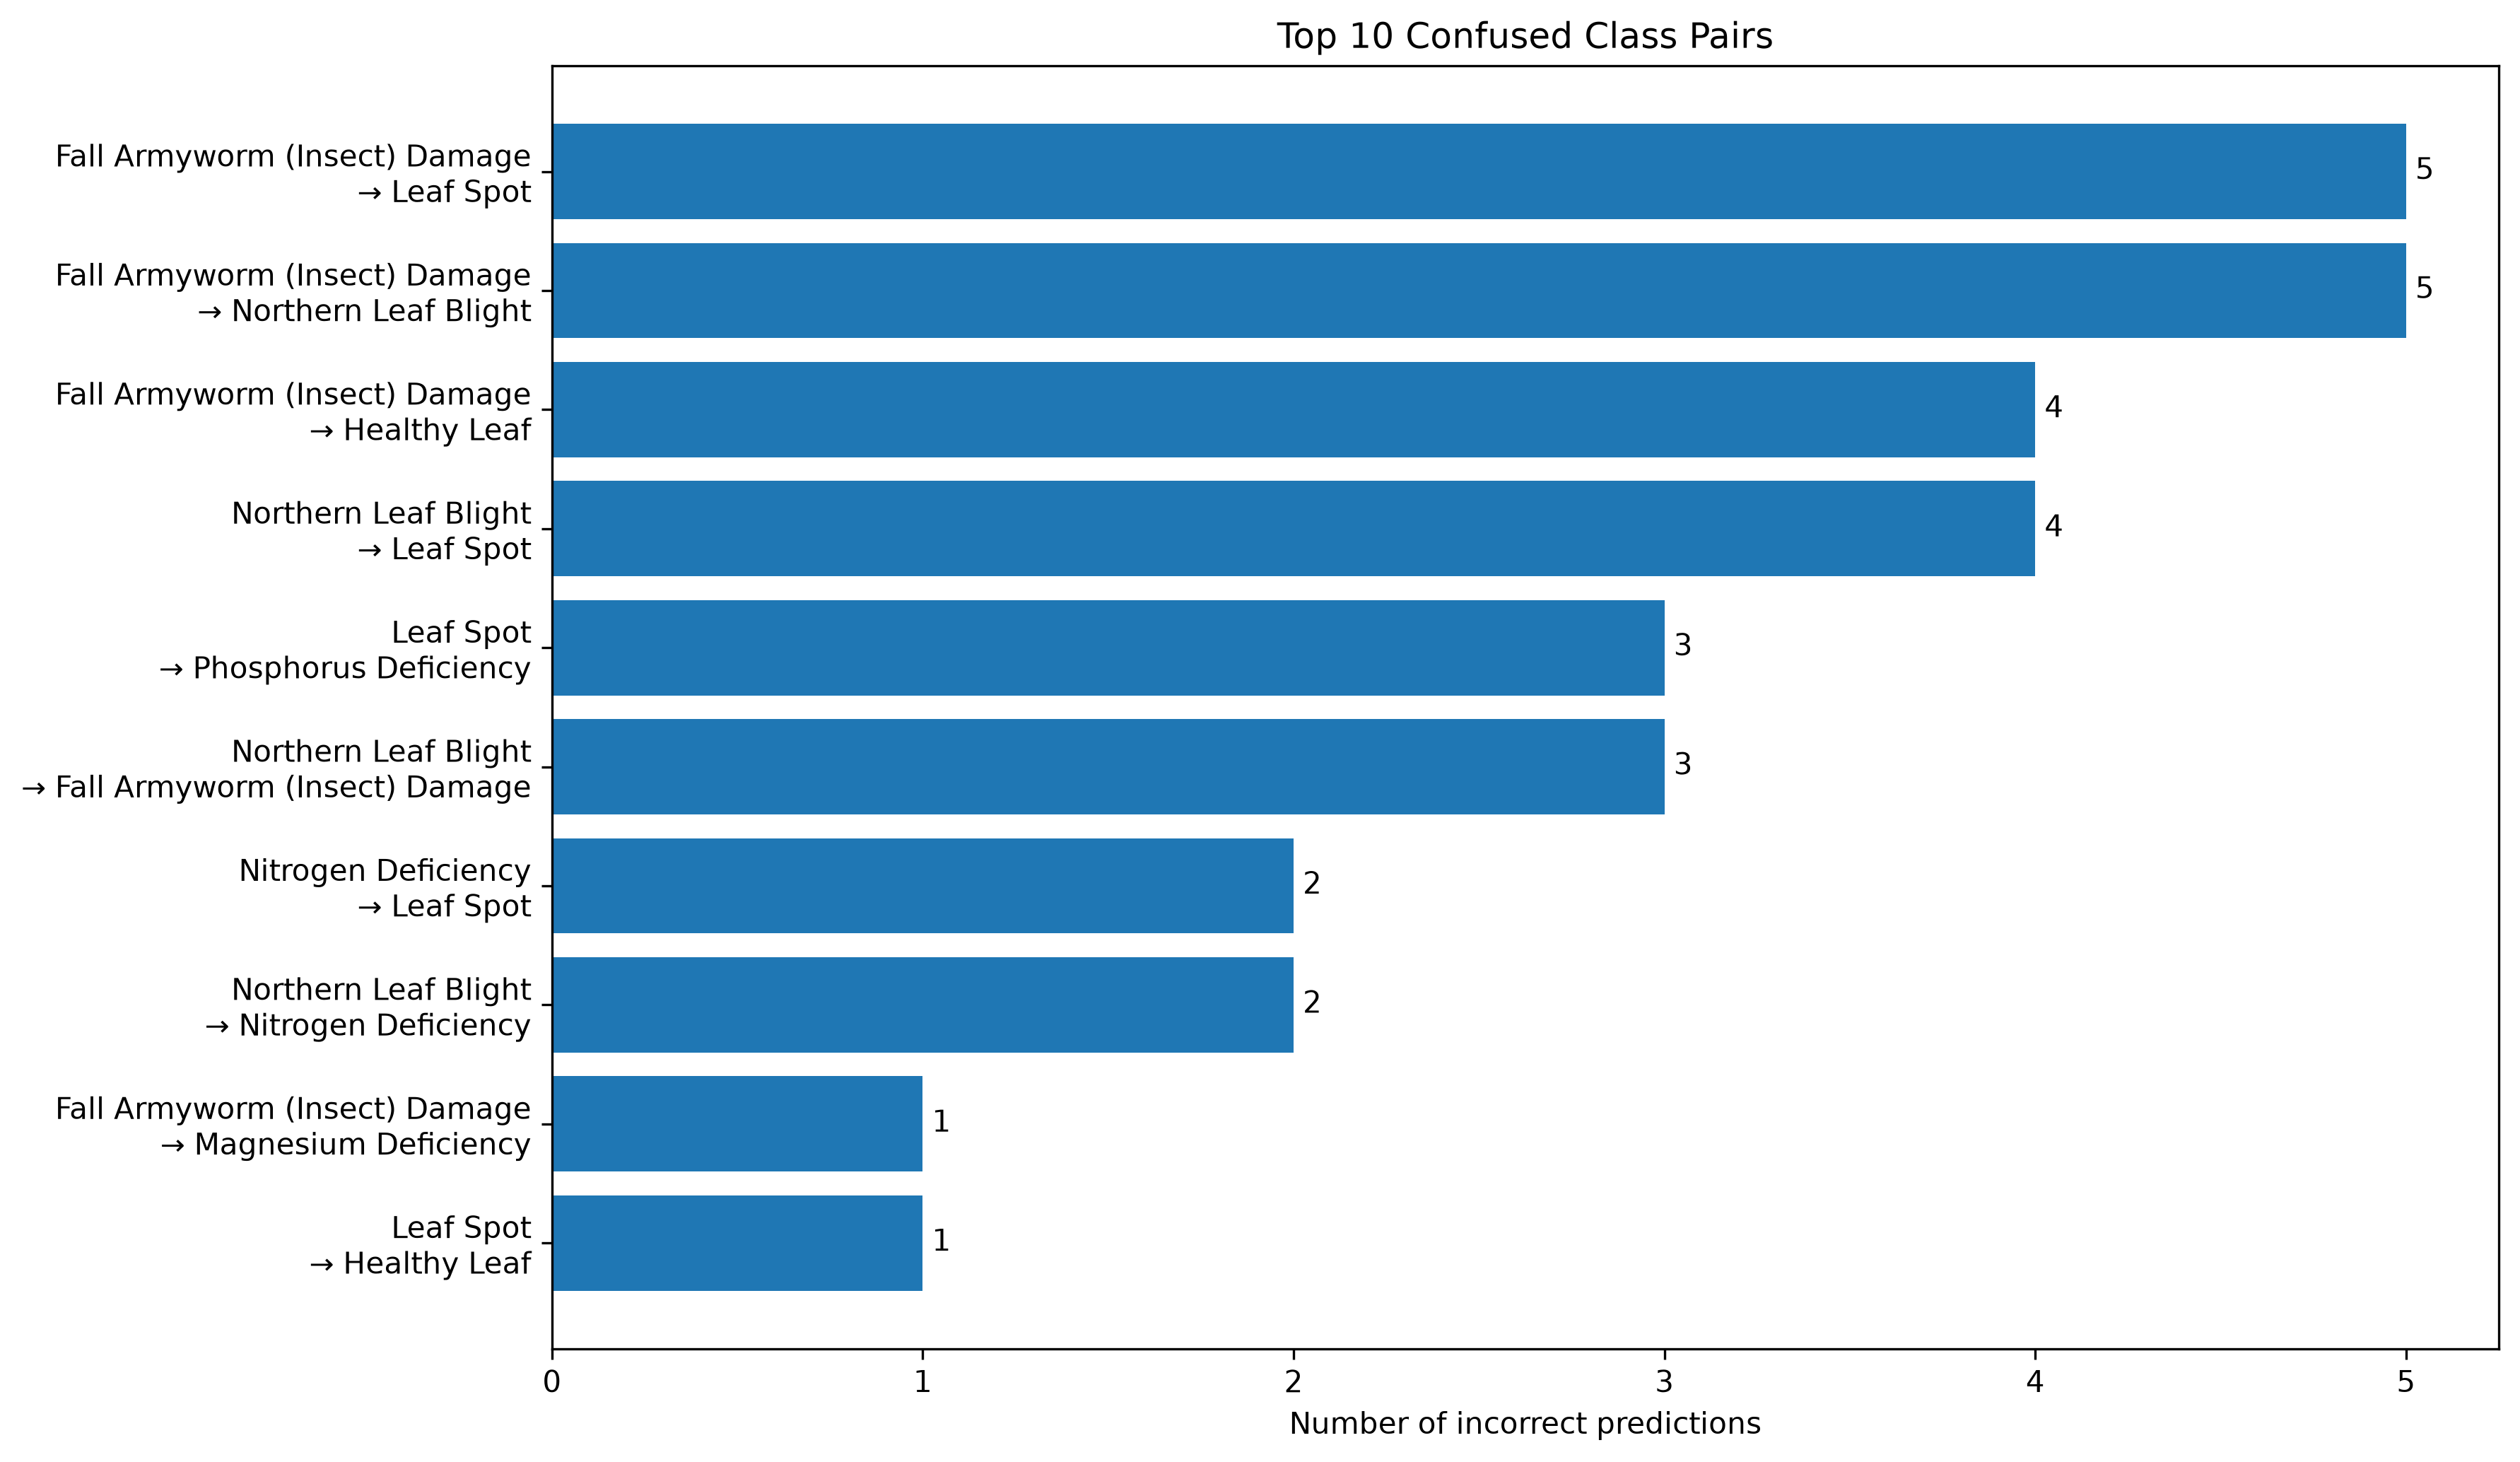 Top 10 Confused Class Pairs
Fall Armyworm (Insect) Damage
→ Leaf Spot
5
Fall Armyworm (Insect) Damage
→ Northern Leaf Blight
5
Fall Armyworm (Insect) Damage
→ Healthy Leaf
4
Northern Leaf Blight
→ Leaf Spot
4
Leaf Spot
→ Phosphorus Deficiency
3
Northern Leaf Blight
→ Fall Armyworm (Insect) Damage
3
Nitrogen Deficiency
→ Leaf Spot
2
Northern Leaf Blight
→ Nitrogen Deficiency
2
Fall Armyworm (Insect) Damage
→ Magnesium Deficiency
1
Leaf Spot
→ Healthy Leaf
1
0 1 2 3 4 5
Number of incorrect predictions